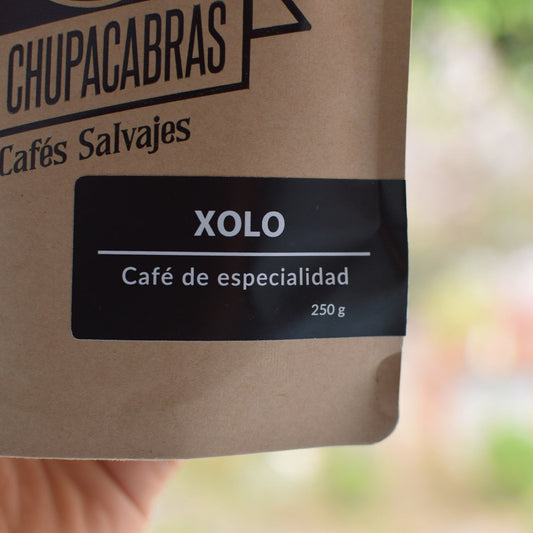 CHUPACABRAS
Cafés Salvajes
XOLO
Café de especialidad
250 g